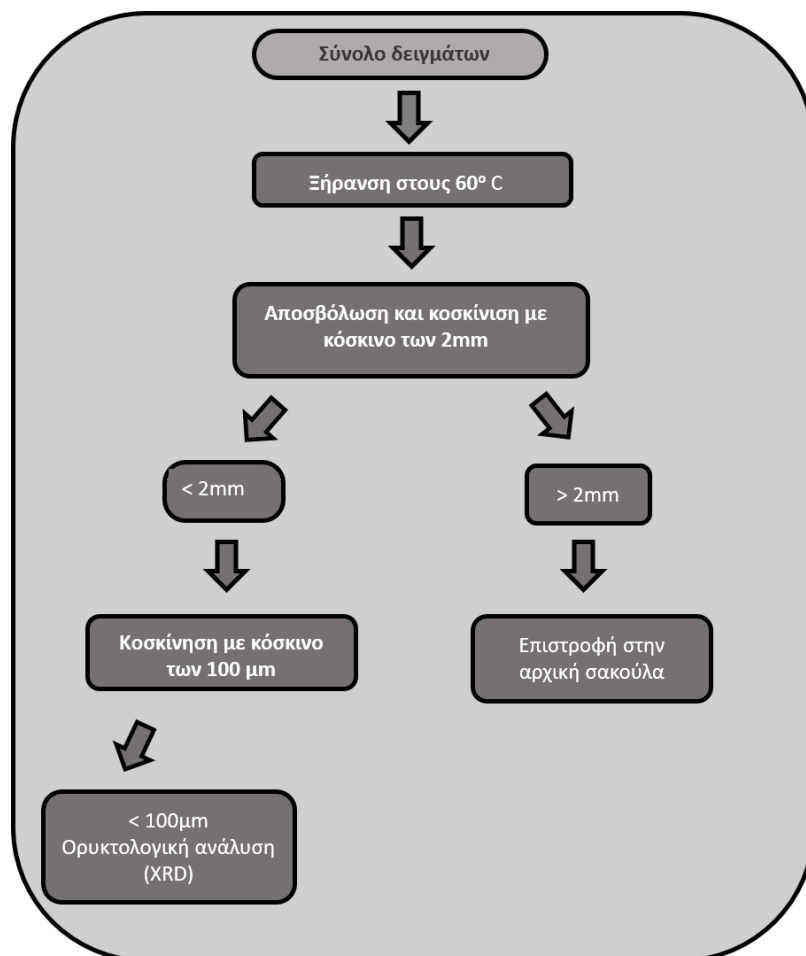 Σύνολο δειγμάτων
Ξήρανση στους 60º C
Αποσβόλωση και κοσκίνιση με
κόσκινο των 2mm
< 2mm
> 2mm
Κοσκίνηση με κόσκινο
των 100 μm
Επιστροφή στην
αρχική σακούλα
< 100μm
Ορυκτολογική ανάλυση
(XRD)